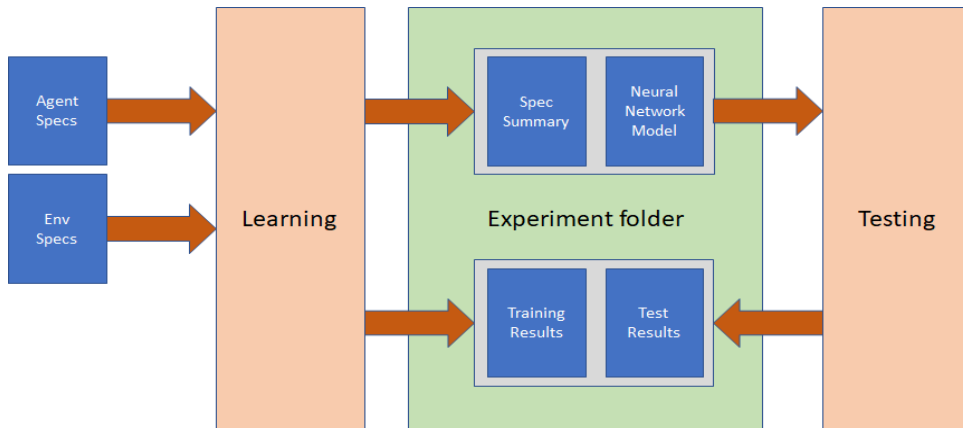 Agent
Specs
Env
Specs
Learning
Spec
Summary
Neural
Network
Model
Experiment folder
Training
Results
Test
Results
Testing